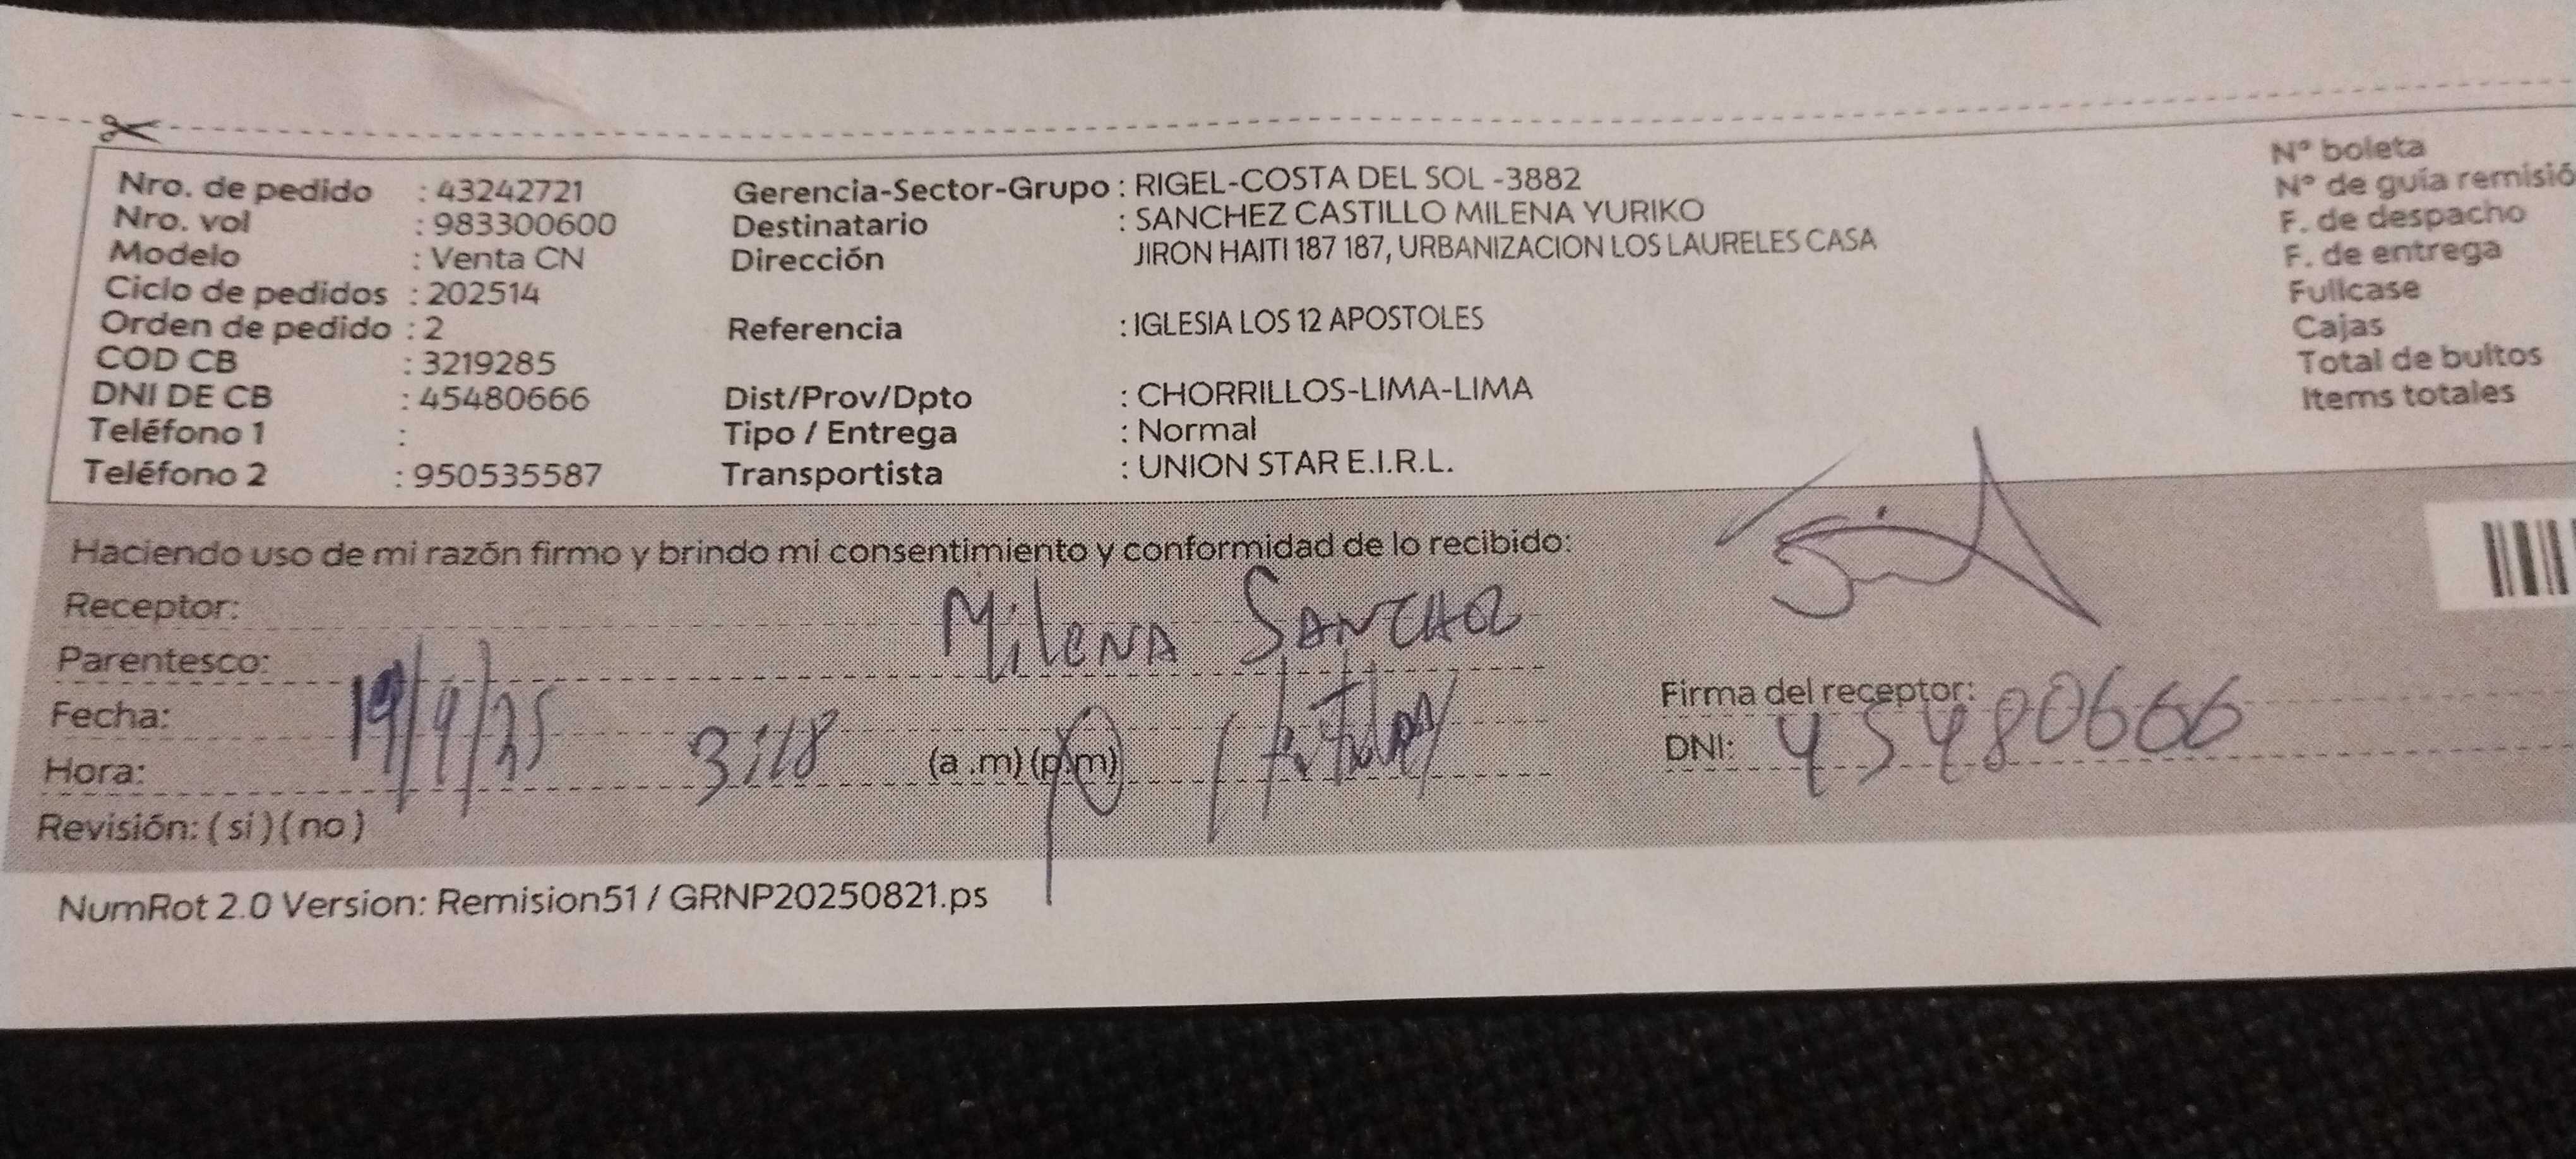 Nro. de pedido : 43242721
Nro. vol : 983300600
Modelo : Venta CN
Ciclo de pedidos : 202514
Orden de pedido : 2
COD CB : 3219285
DNI DE CB : 45480666
Teléfono 1 :
Teléfono 2 : 950535587
Gerencia-Sector-Grupo : RIGEL-COSTA DEL SOL -3882
Destinatario : SANCHEZ CASTILLO MILENA YURIKO
Dirección JIRON HAITI 187 187, URBANIZACION LOS LAURELES CASA
Referencia : IGLESIA LOS 12 APOSTOLES
Dist/Prov/Dpto : CHORRILLOS-LIMA-LIMA
Tipo / Entrega : Normal
Transportista : UNION STAR E.I.R.L.
N° boleta
N° de guía remisió
F. de despacho
F. de entrega
Fullcase
Cajas
Total de bultos
Items totales
Haciendo uso de mi razón firmo y brindo mi consentimiento y conformidad de lo recibido:
Receptor: Milena Sanchez
Parentesco:
Fecha: 19/9/25
Hora: 3:18 (a .m) (p.m)
Revisión: ( si ) ( no )
Firma del receptor:
DNI: 45480666
NumRot 2.0 Version: Remision51 / GRNP20250821.ps